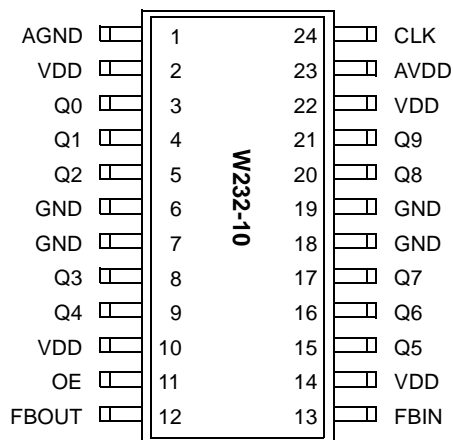 AGND 1 24 CLK
VDD 2 23 AVDD
Q0 3 22 VDD
Q1 4 21 Q9
Q2 5 20 Q8
GND 6 19 GND
GND 7 18 GND
Q3 8 17 Q7
Q4 9 16 Q6
VDD 10 15 Q5
OE 11 14 VDD
FBOUT 12 13 FBIN
W232-10